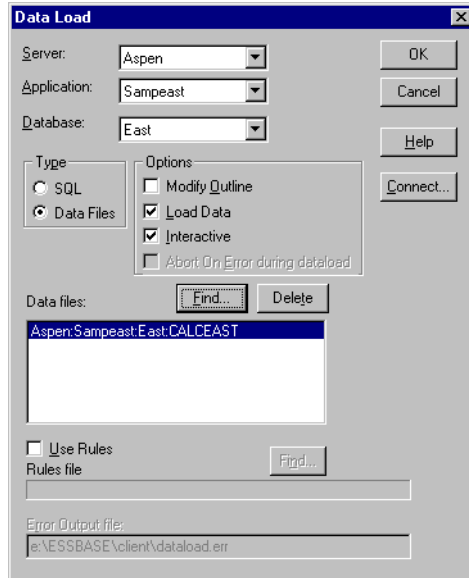 Data Load
Server:
Aspen
OK
Application:
Sampeast
Cancel
Database:
East
Help
Type
Options
SQL
Modify Outline
Connect...
Data Files
Load Data
Interactive
Abort On Error during dataload
Data files:
Find...
Delete
Aspen:Sampeast:East:CALCEAST
Use Rules
Find...
Rules file
Error Output file:
e:\ESSBASE\client\dataload.err